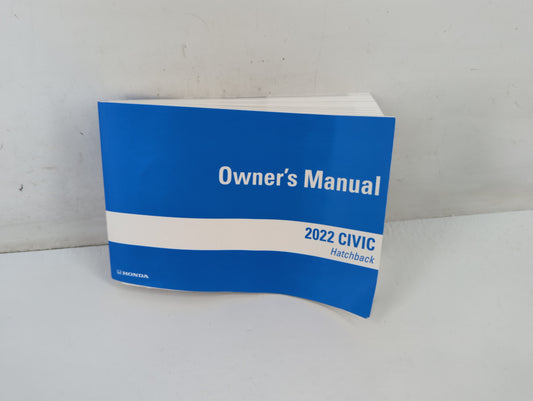 Owner's Manual
2022 CIVIC
Hatchback
HONDA